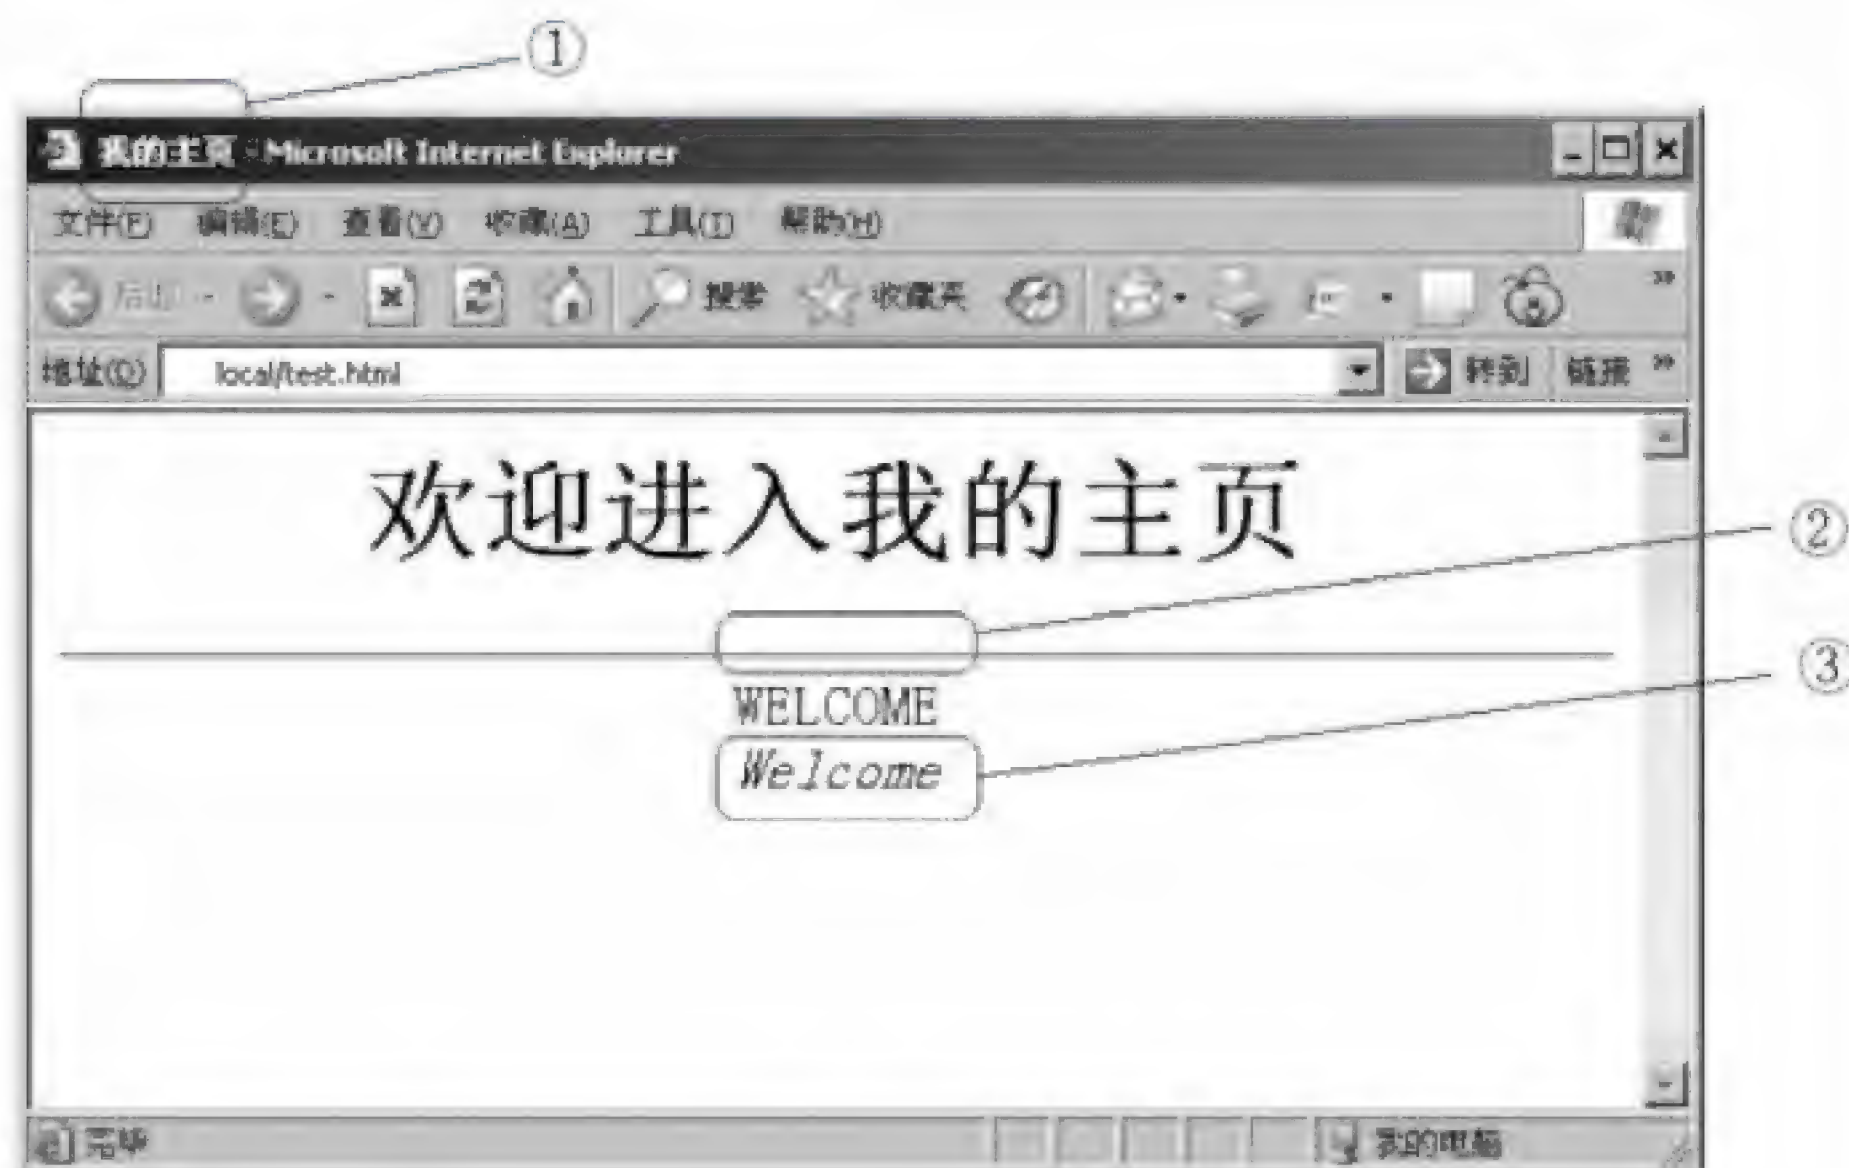 ①
我的主页 - Microsoft Internet Explorer
文件(F) 编辑(E) 查看(V) 收藏(A) 工具(T) 帮助(H)
后退 搜索 收藏夹 »
地址(D) local/test.html 转到 链接 »
欢迎进入我的主页
②
WELCOME
③
Welcome
完毕 我的电脑